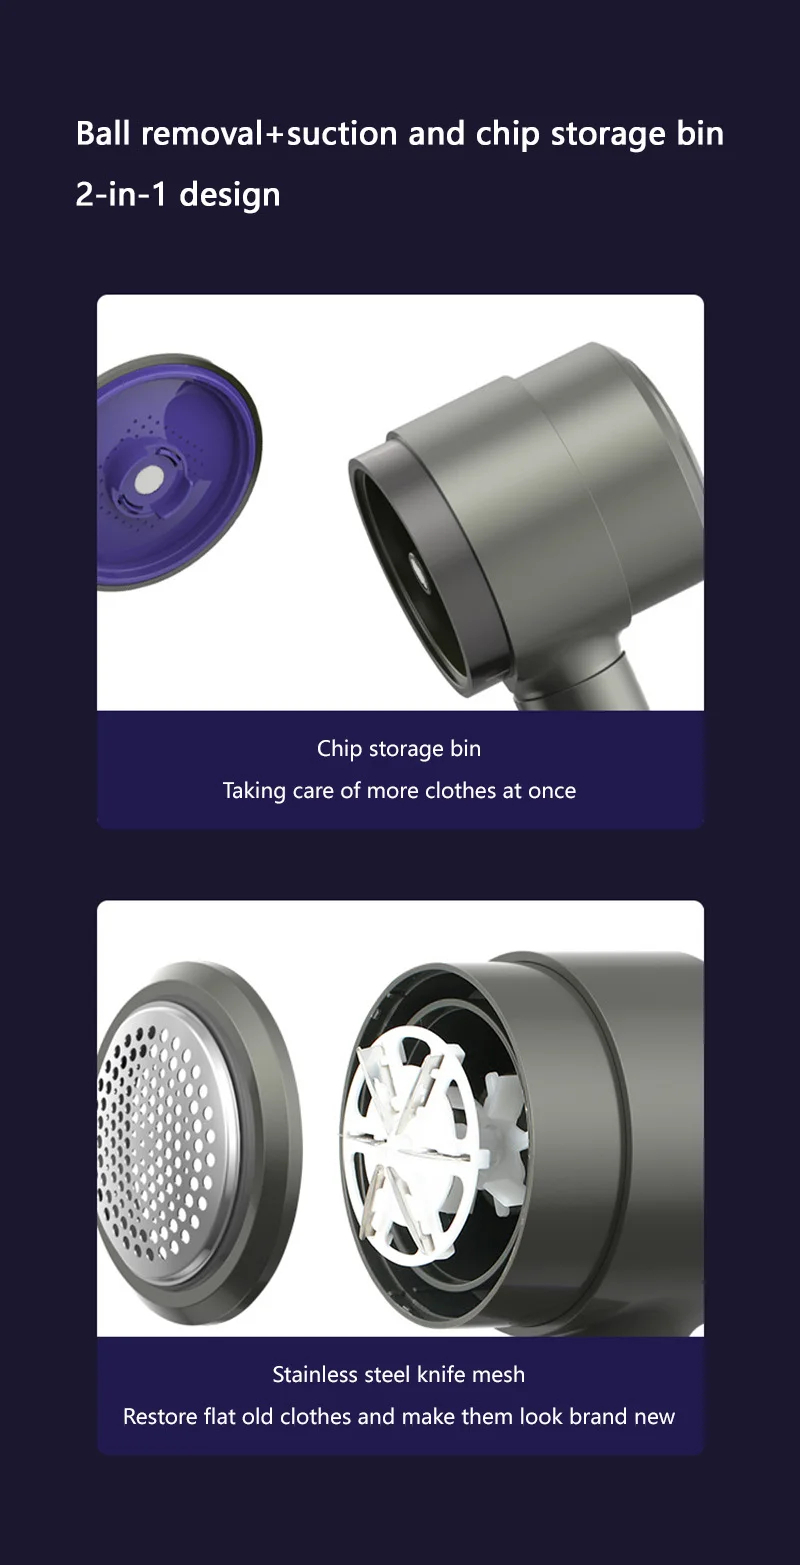 Ball removal+suction and chip storage bin
2-in-1 design
Chip storage bin
Taking care of more clothes at once
Stainless steel knife mesh
Restore flat old clothes and make them look brand new